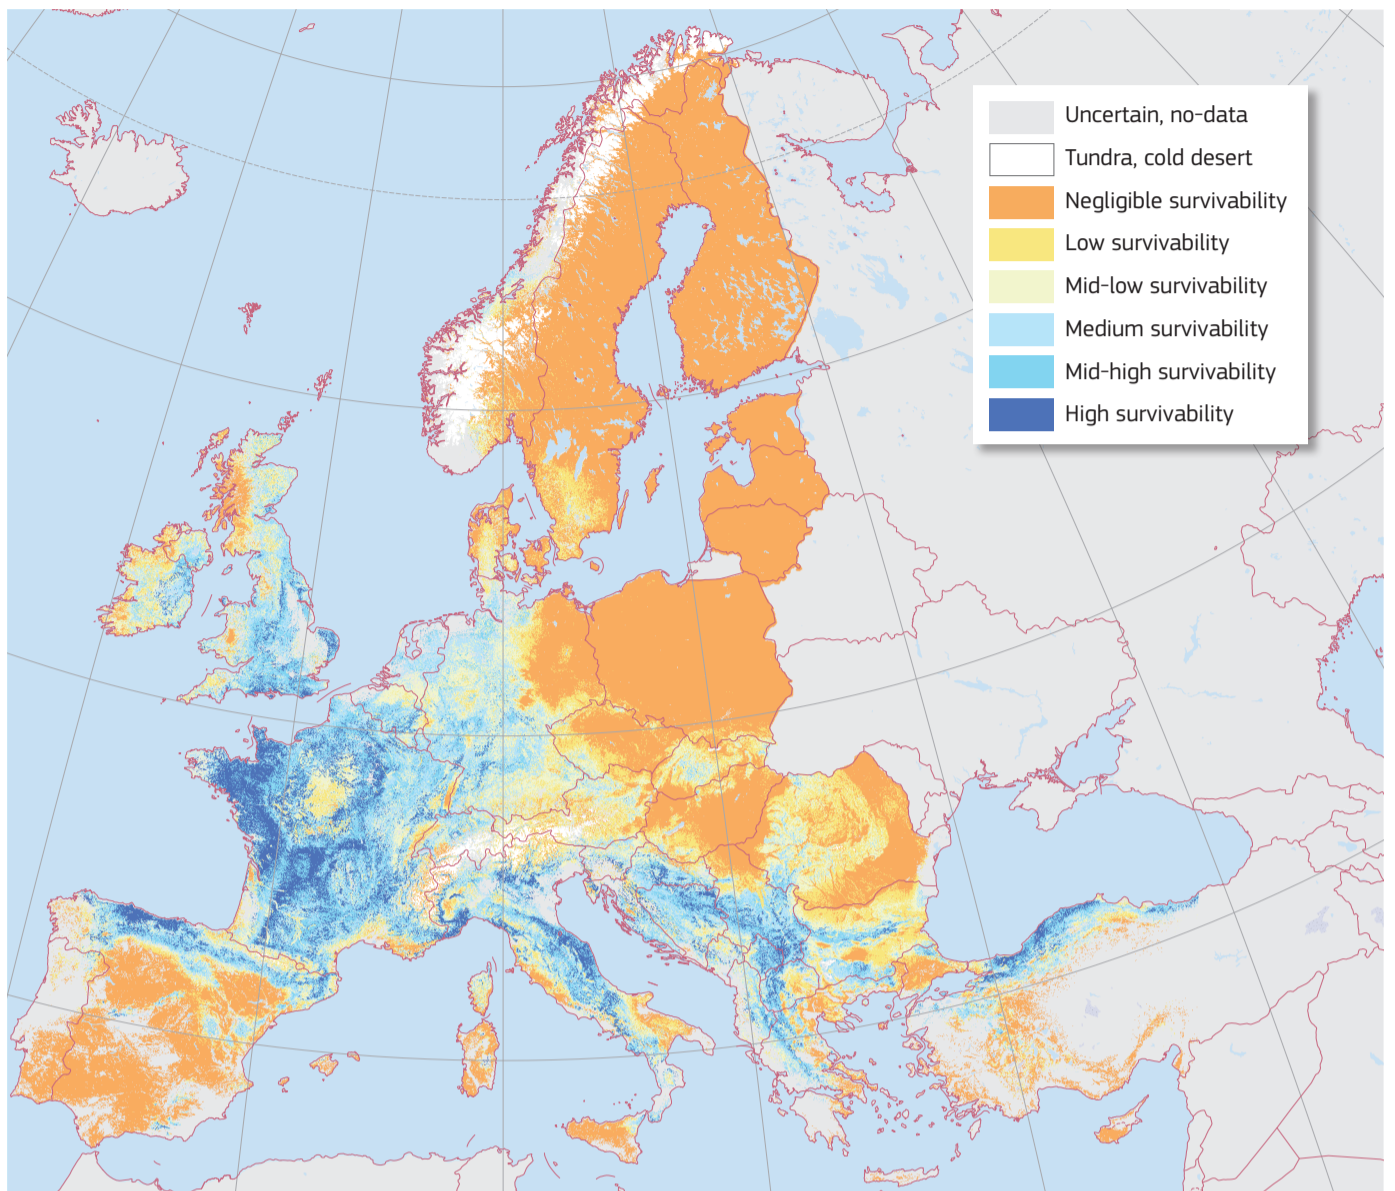 Uncertain, no-data
Tundra, cold desert
Negligible survivability
Low survivability
Mid-low survivability
Medium survivability
Mid-high survivability
High survivability